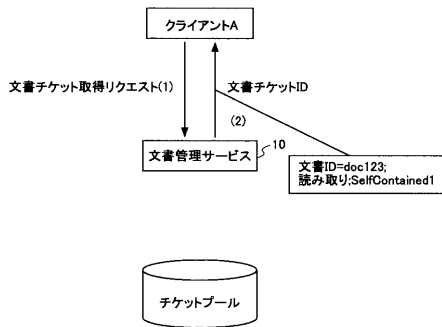 クライアントA
文書チケット取得リクエスト(1)
文書チケットID
(2)
文書管理サービス
10
文書ID=doc123;
読み取り;SelfContained1
チケットプール